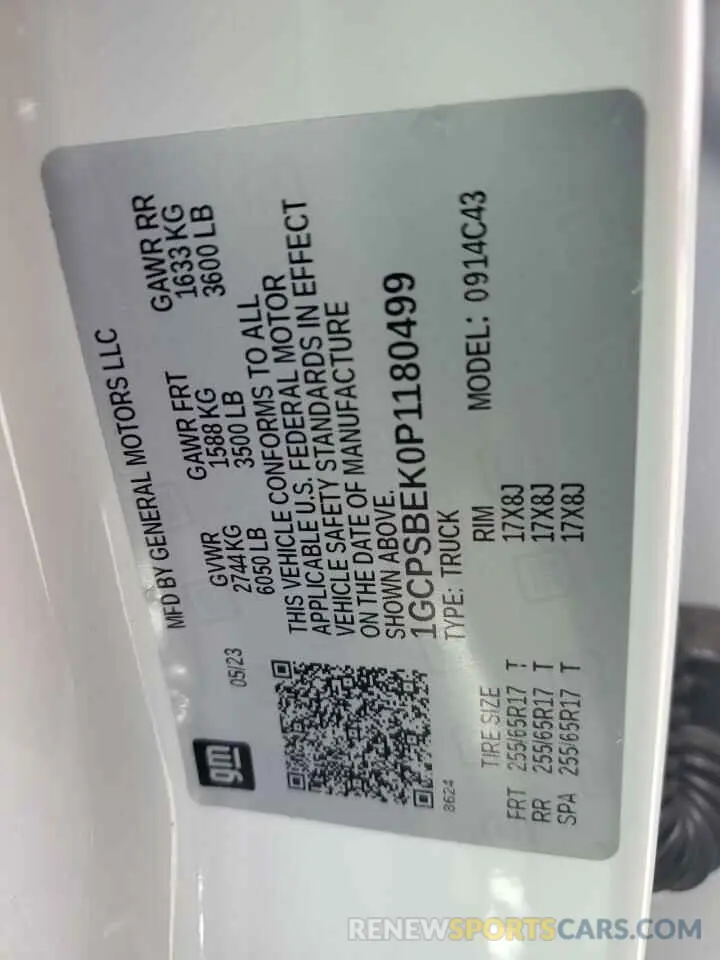 MFD BY GENERAL MOTORS LLC
gm
05/23
GVWR GAWR FRT GAWR RR
2744KG 1588 KG 1633 KG
6050 LB 3500 LB 3600 LB
THIS VEHICLE CONFORMS TO ALL
APPLICABLE U.S. FEDERAL MOTOR
VEHICLE SAFETY STANDARDS IN EFFECT
ON THE DATE OF MANUFACTURE
SHOWN ABOVE.
1GCPSBEK0P1180499
TYPE: TRUCK MODEL: 0914C43
8624
TIRE SIZE RIM
FRT 255/65R17 T 17X8J
RR 255/65R17 T 17X8J
SPA 255/65R17 T 17X8J
RENEWSPORTSCARS.COM